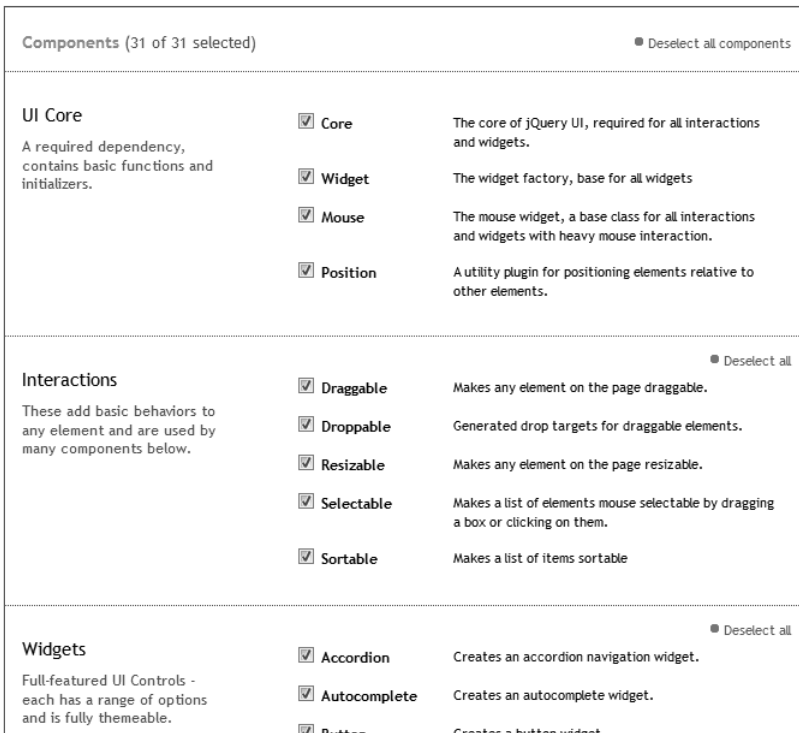 Components (31 of 31 selected)
Deselect all components
UI Core
A required dependency,
contains basic functions and
initializers.
Core
The core of jQuery UI, required for all interactions
and widgets.
Widget
The widget factory, base for all widgets
Mouse
The mouse widget, a base class for all interactions
and widgets with heavy mouse interaction.
Position
A utility plugin for positioning elements relative to
other elements.
Deselect all
Interactions
These add basic behaviors to
any element and are used by
many components below.
Draggable
Makes any element on the page draggable.
Droppable
Generated drop targets for draggable elements.
Resizable
Makes any element on the page resizable.
Selectable
Makes a list of elements mouse selectable by dragging
a box or clicking on them.
Sortable
Makes a list of items sortable
Deselect all
Widgets
Full-featured UI Controls -
each has a range of options
and is fully themeable.
Accordion
Creates an accordion navigation widget.
Autocomplete
Creates an autocomplete widget.
Button
Creates a button widget